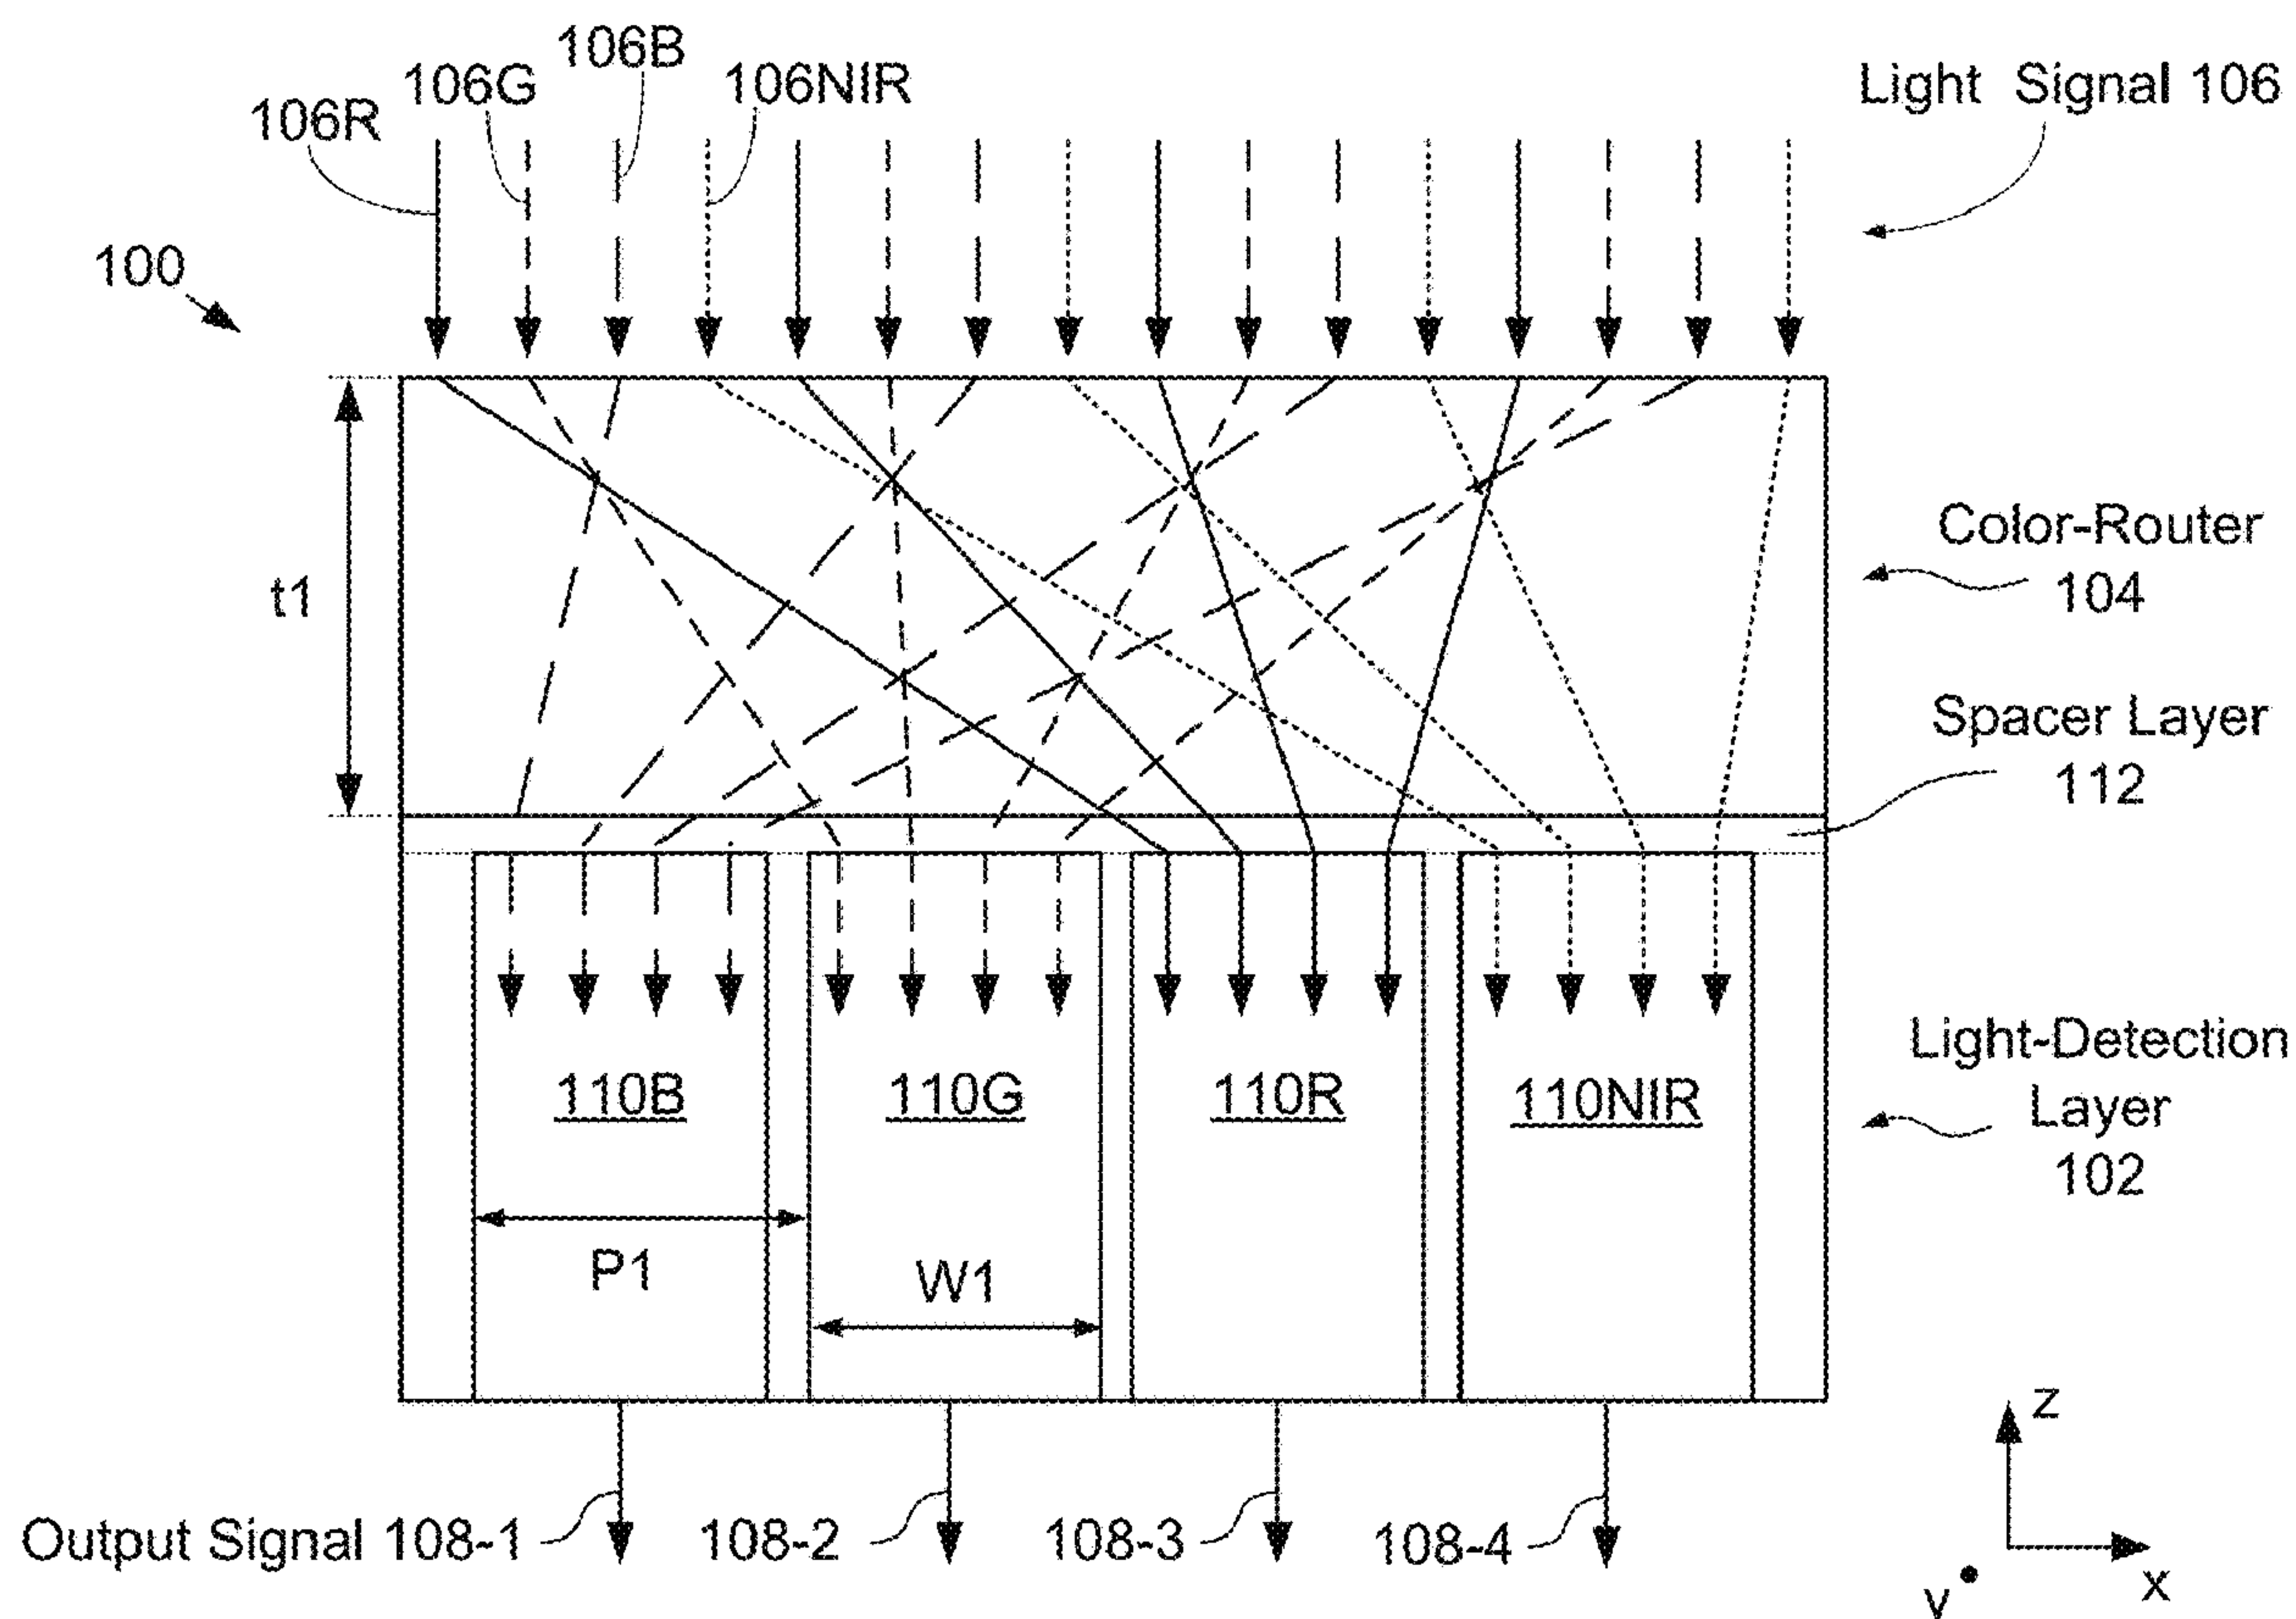 106B
106G
106NIR
Light Signal 106
106R
100
Color-Router
104
t1
Spacer Layer
112
Light-Detection
Layer
102
110B
110G
110R
110NIR
P1
W1
Z
Output Signal 108-1
108-2
108-3
108-4
y
X